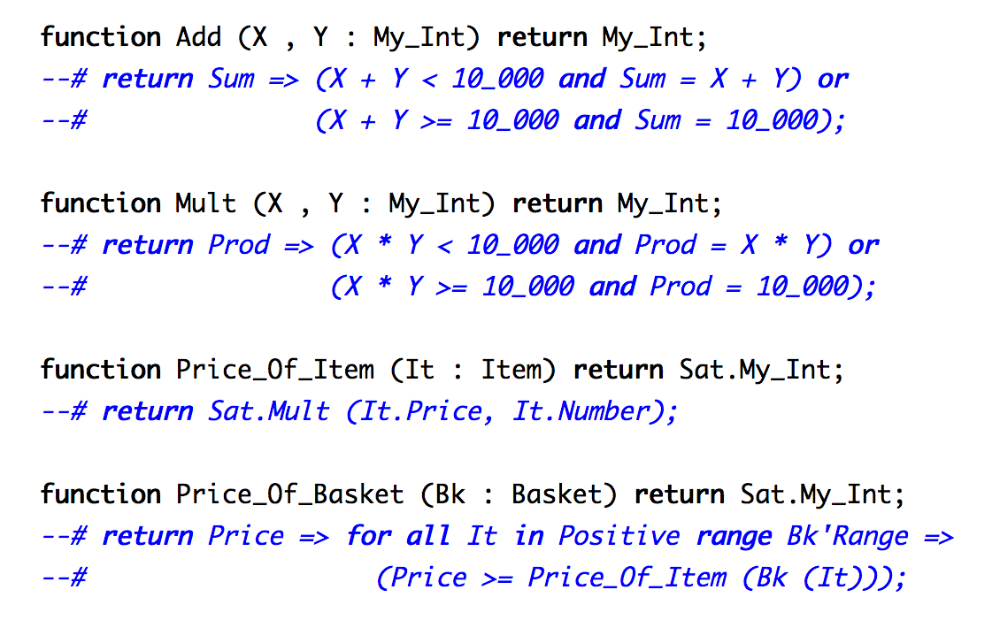 function Add (X , Y : My_Int) return My_Int;
--# return Sum => (X + Y < 10_000 and Sum = X + Y) or
--#               (X + Y >= 10_000 and Sum = 10_000);
function Mult (X , Y : My_Int) return My_Int;
--# return Prod => (X * Y < 10_000 and Prod = X * Y) or
--#                (X * Y >= 10_000 and Prod = 10_000);
function Price_Of_Item (It : Item) return Sat.My_Int;
--# return Sat.Mult (It.Price, It.Number);
function Price_Of_Basket (Bk : Basket) return Sat.My_Int;
--# return Price => for all It in Positive range Bk'Range =>
--#                   (Price >= Price_Of_Item (Bk (It)));